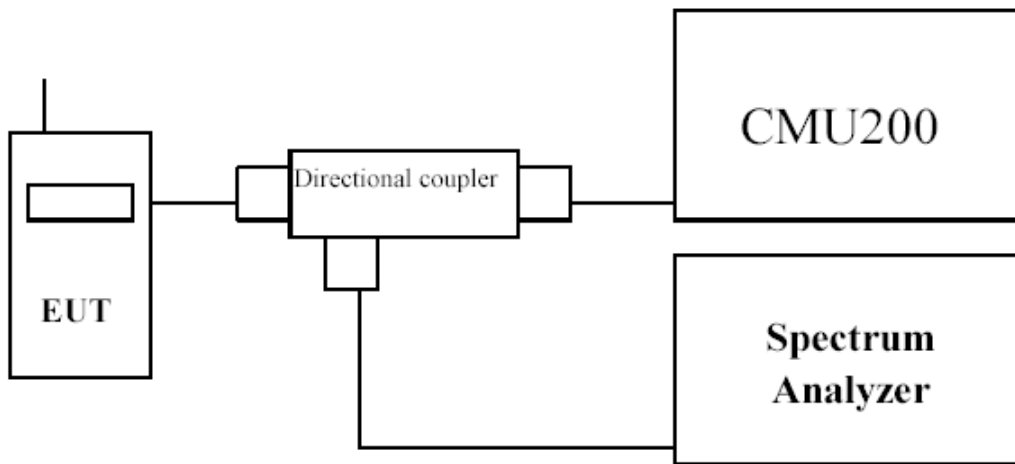 CMU200
Directional coupler
EUT
Spectrum
Analyzer